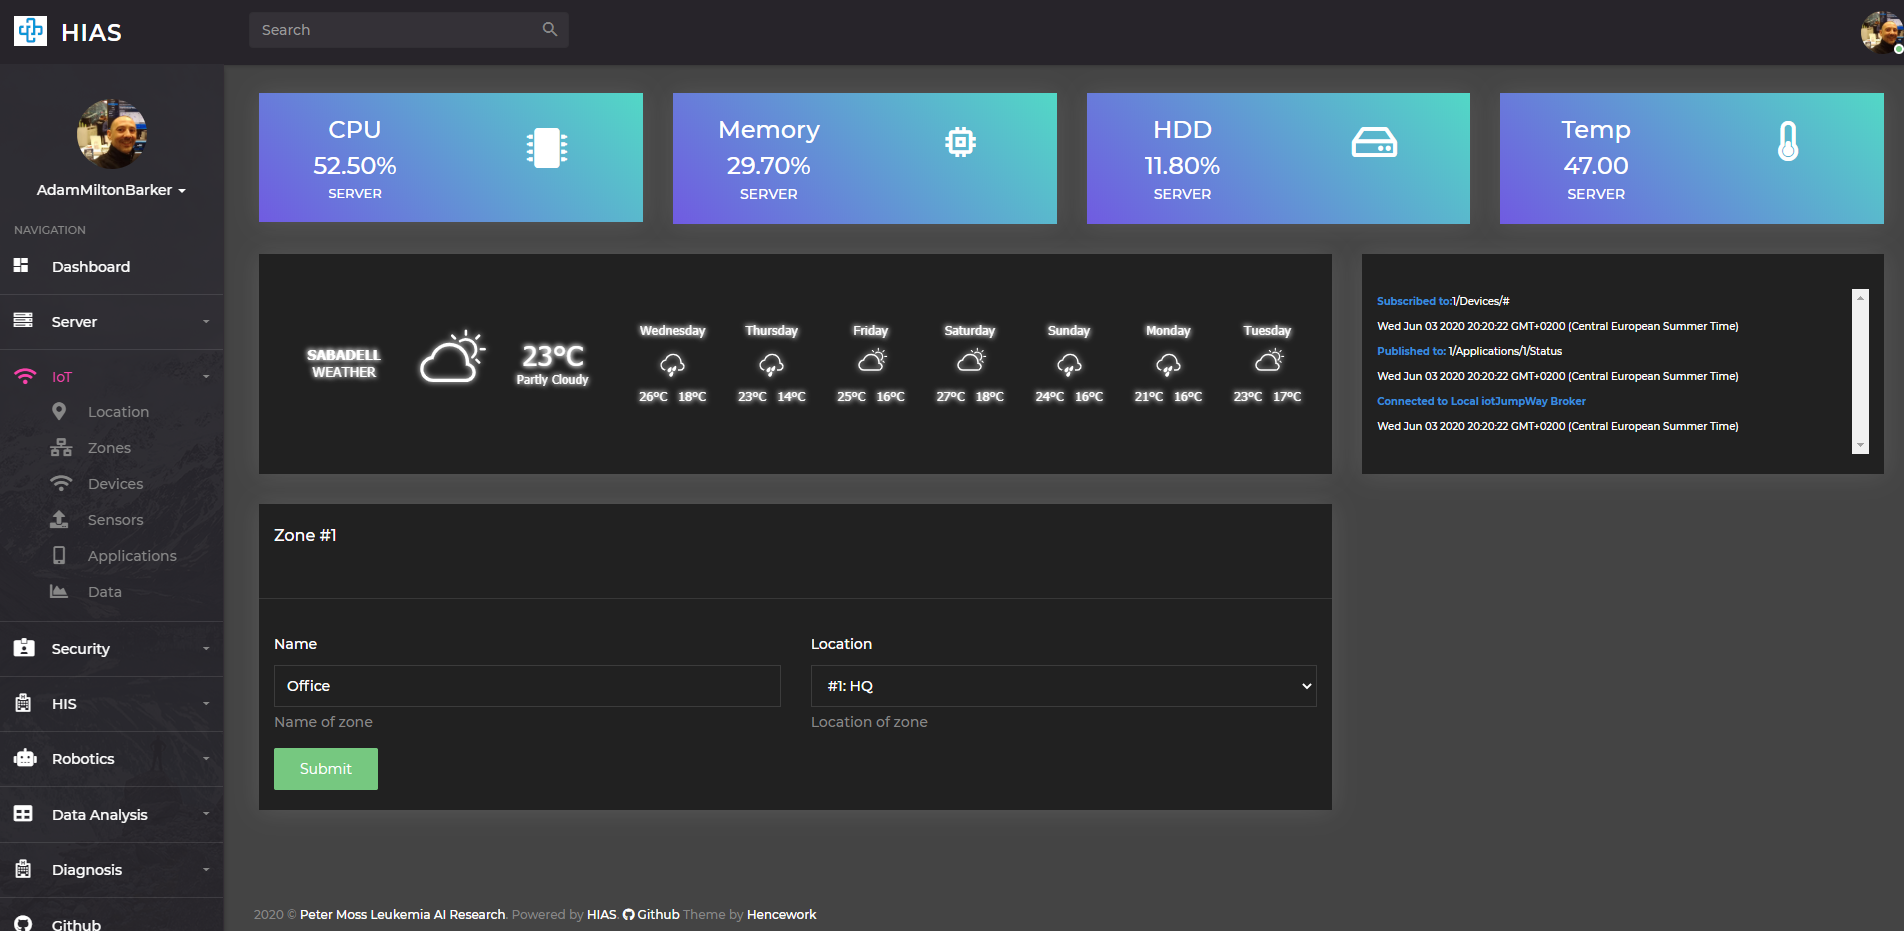 HIAS
Search
AdamMiltonBarker
NAVIGATION
Dashboard
Server
IoT
Location
Zones
Devices
Sensors
Applications
Data
Security
HIS
Robotics
Data Analysis
Diagnosis
Github
CPU
52.50%
SERVER
Memory
29.70%
SERVER
HDD
11.80%
SERVER
Temp
47.00
SERVER
SABADELL
WEATHER
23°C
Partly Cloudy
Wednesday
26°C 18°C
Thursday
23°C 14°C
Friday
25°C 16°C
Saturday
27°C 18°C
Sunday
24°C 16°C
Monday
21°C 16°C
Tuesday
23°C 17°C
Subscribed to:1/Devices/#
Wed Jun 03 2020 20:20:22 GMT+0200 (Central European Summer Time)
Published to: 1/Applications/1/Status
Wed Jun 03 2020 20:20:22 GMT+0200 (Central European Summer Time)
Connected to Local iotJumpWay Broker
Wed Jun 03 2020 20:20:22 GMT+0200 (Central European Summer Time)
Zone #1
Name
Office
Name of zone
Location
#1: HQ
Location of zone
Submit
2020 © Peter Moss Leukemia AI Research. Powered by HIAS. Github Theme by Hencework